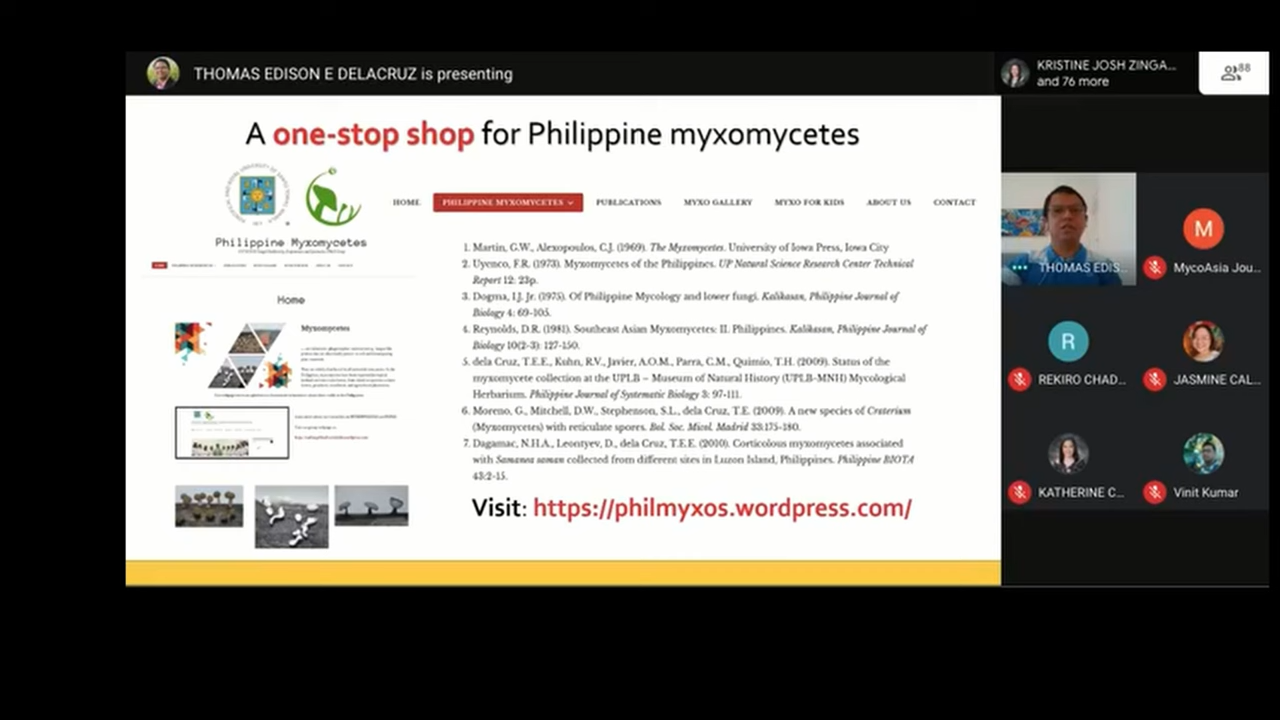 THOMAS EDISON E DELACRUZ is presenting
KRISTINE JOSH ZINGA...
and 76 more
88
A one-stop shop for Philippine myxomycetes
HOME PHILIPPINE MYXOMYCETES PUBLICATIONS MYXO GALLERY MYXO FOR KIDS ABOUT US CONTACT
Philippine Myxomycetes
Home
Myxomycetes
1. Martin, G.W., Alexopoulos, C.J. (1969). The Myxomycetes. University of Iowa Press, Iowa City
2. Uyenco, F.R. (1973). Myxomycetes of the Philippines. UP Natural Science Research Center Technical
Report 12: 23p.
3. Dogma, I.J. Jr. (1975). Of Philippine Mycology and lower fungi. Kalikasan, Philippine Journal of
Biology 4: 69-105.
4. Reynolds, D.R. (1981). Southeast Asian Myxomycetes: II. Philippines. Kalikasan, Philippine Journal of
Biology 10(2-3): 127-150.
5. dela Cruz, T.E.E., Kuhn, R.V., Javier, A.O.M., Parra, C.M., Quimio, T.H. (2009). Status of the
myxomycete collection at the UPLB – Museum of Natural History (UPLB-MNH) Mycological
Herbarium. Philippine Journal of Systematic Biology 3: 97-111.
6. Moreno, G., Mitchell, D.W., Stephenson, S.L., dela Cruz, T.E. (2009). A new species of Craterium
(Myxomycetes) with reticulate spores. Bol. Soc. Micol. Madrid 33:175-180.
7. Dagamac, N.H.A., Leontyev, D., dela Cruz, T.E.E. (2010). Corticolous myxomycetes associated
with Samanea saman collected from different sites in Luzon Island, Philippines. Philippine BIOTA
43:2-15.
Visit: https://philmyxos.wordpress.com/
THOMAS EDIS...
M
MycoAsia Jou...
R
REKIRO CHAD...
JASMINE CAL...
KATHERINE C...
Vinit Kumar